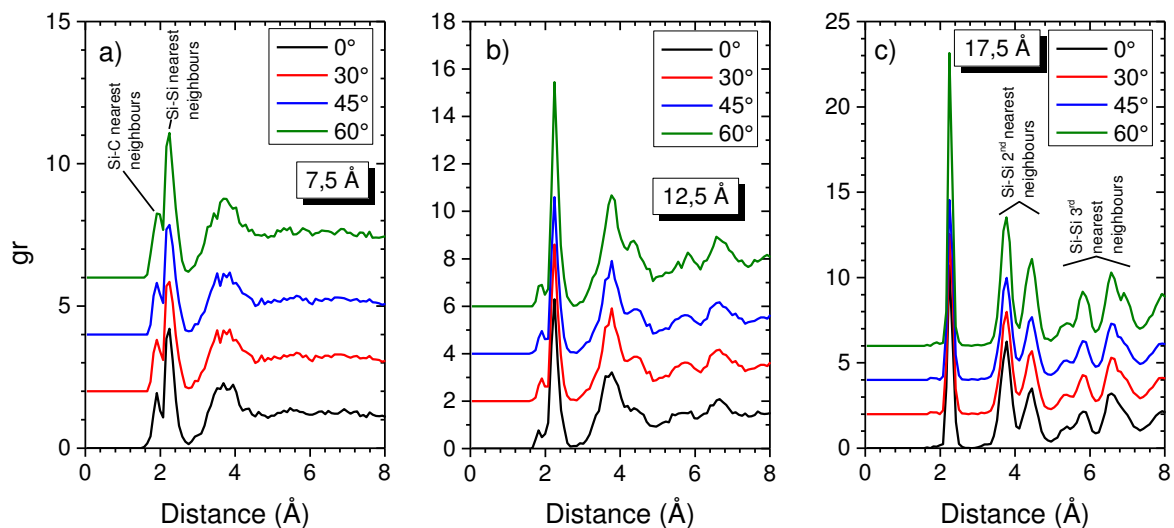 a)
Si-C nearest
neighbours
Si-Si nearest
neighbours
0°
30°
45°
60°
7,5 Å
15
10
5
0
gr
0 2 4 6 8
Distance (Å)
b)
0°
30°
45°
60°
12,5 Å
18
16
14
12
10
8
6
4
2
0
0 2 4 6 8
Distance (Å)
c)
17,5 Å
0°
30°
45°
60°
Si-Si 2nd nearest
neighbours
Si-Si 3rd
nearest
neighbours
25
20
15
10
5
0
0 2 4 6 8
Distance (Å)